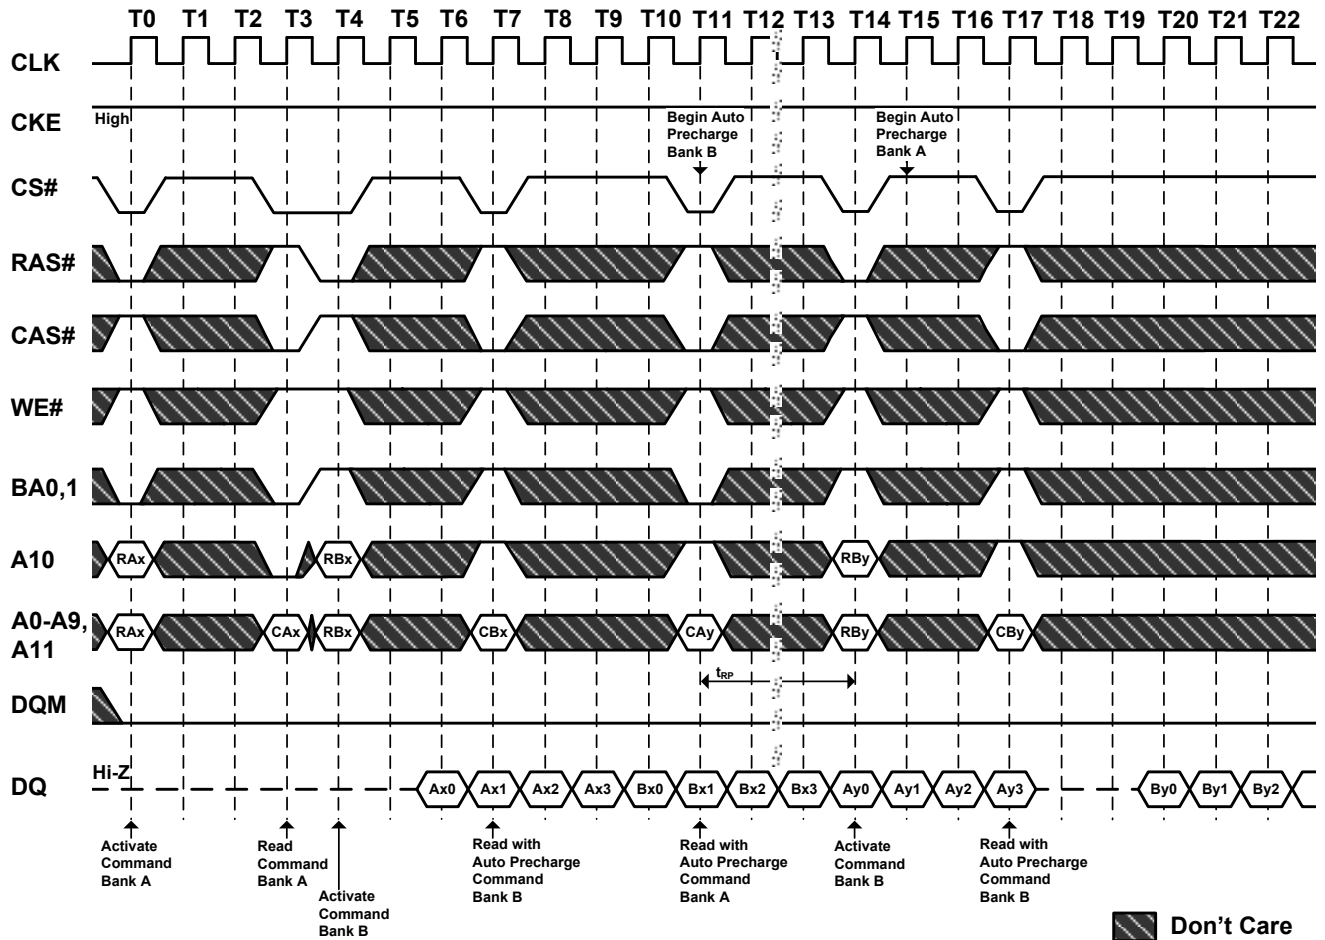 T0 T1 T2 T3 T4 T5 T6 T7 T8 T9 T10 T11 T12 T13 T14 T15 T16 T17 T18 T19 T20 T21 T22
CLK
CKE
High
Begin Auto
Precharge
Bank B
Begin Auto
Precharge
Bank A
CS#
RAS#
CAS#
WE#
BA0,1
A10
RAx RBx RBy
A0-A9,
A11
RAx CAx RBx CBx CAy RBy CBy
tRP
DQM
Hi-Z
DQ
Ax0 Ax1 Ax2 Ax3 Bx0 Bx1 Bx2 Bx3 Ay0 Ay1 Ay2 Ay3 By0 By1 By2
Activate
Command
Bank A
Read
Command
Bank A
Activate
Command
Bank B
Read with
Auto Precharge
Command
Bank B
Read with
Auto Precharge
Command
Bank A
Activate
Command
Bank B
Read with
Auto Precharge
Command
Bank B
Don't Care